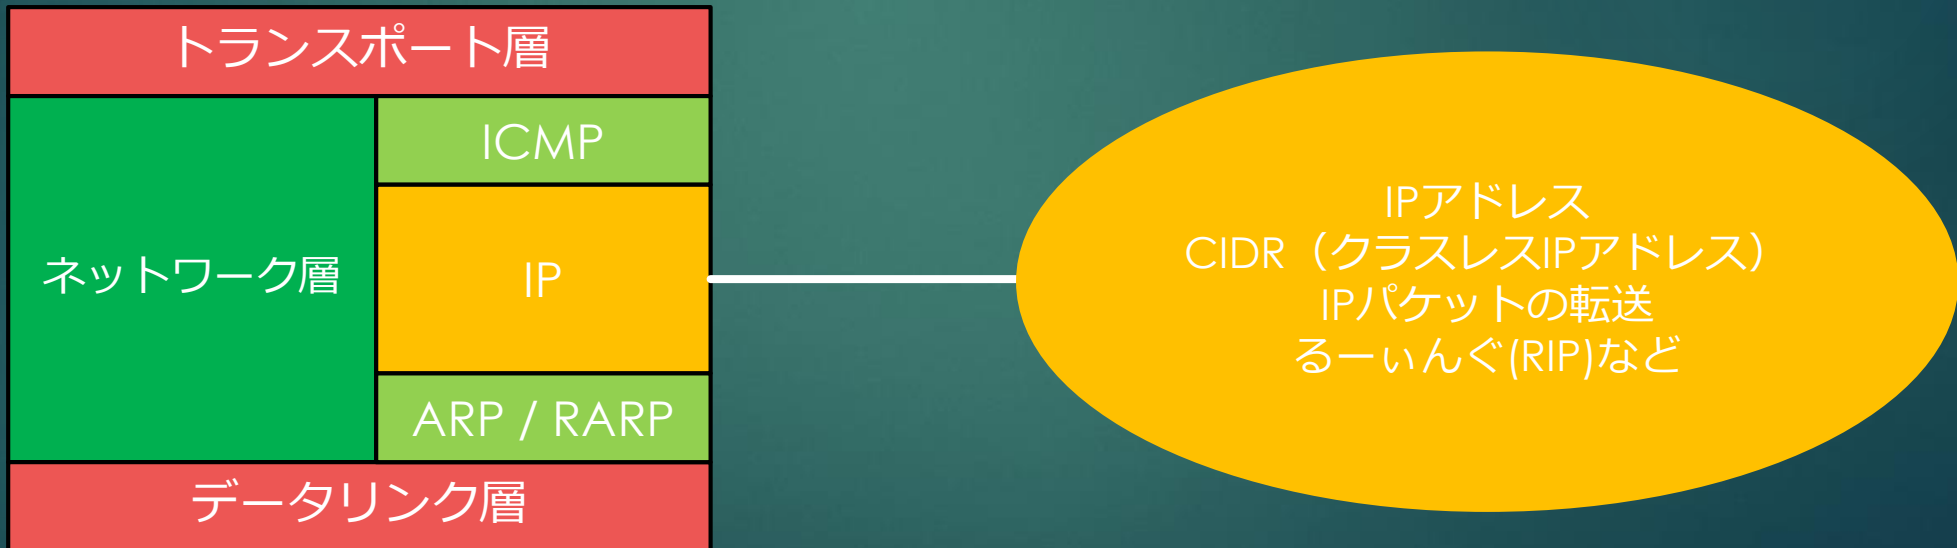 トランスポート層
ネットワーク層
ICMP
IP
ARP / RARP
データリンク層
IPアドレス
CIDR（クラスレスIPアドレス）
IPパケットの転送
るーぃんぐ(RIP)など